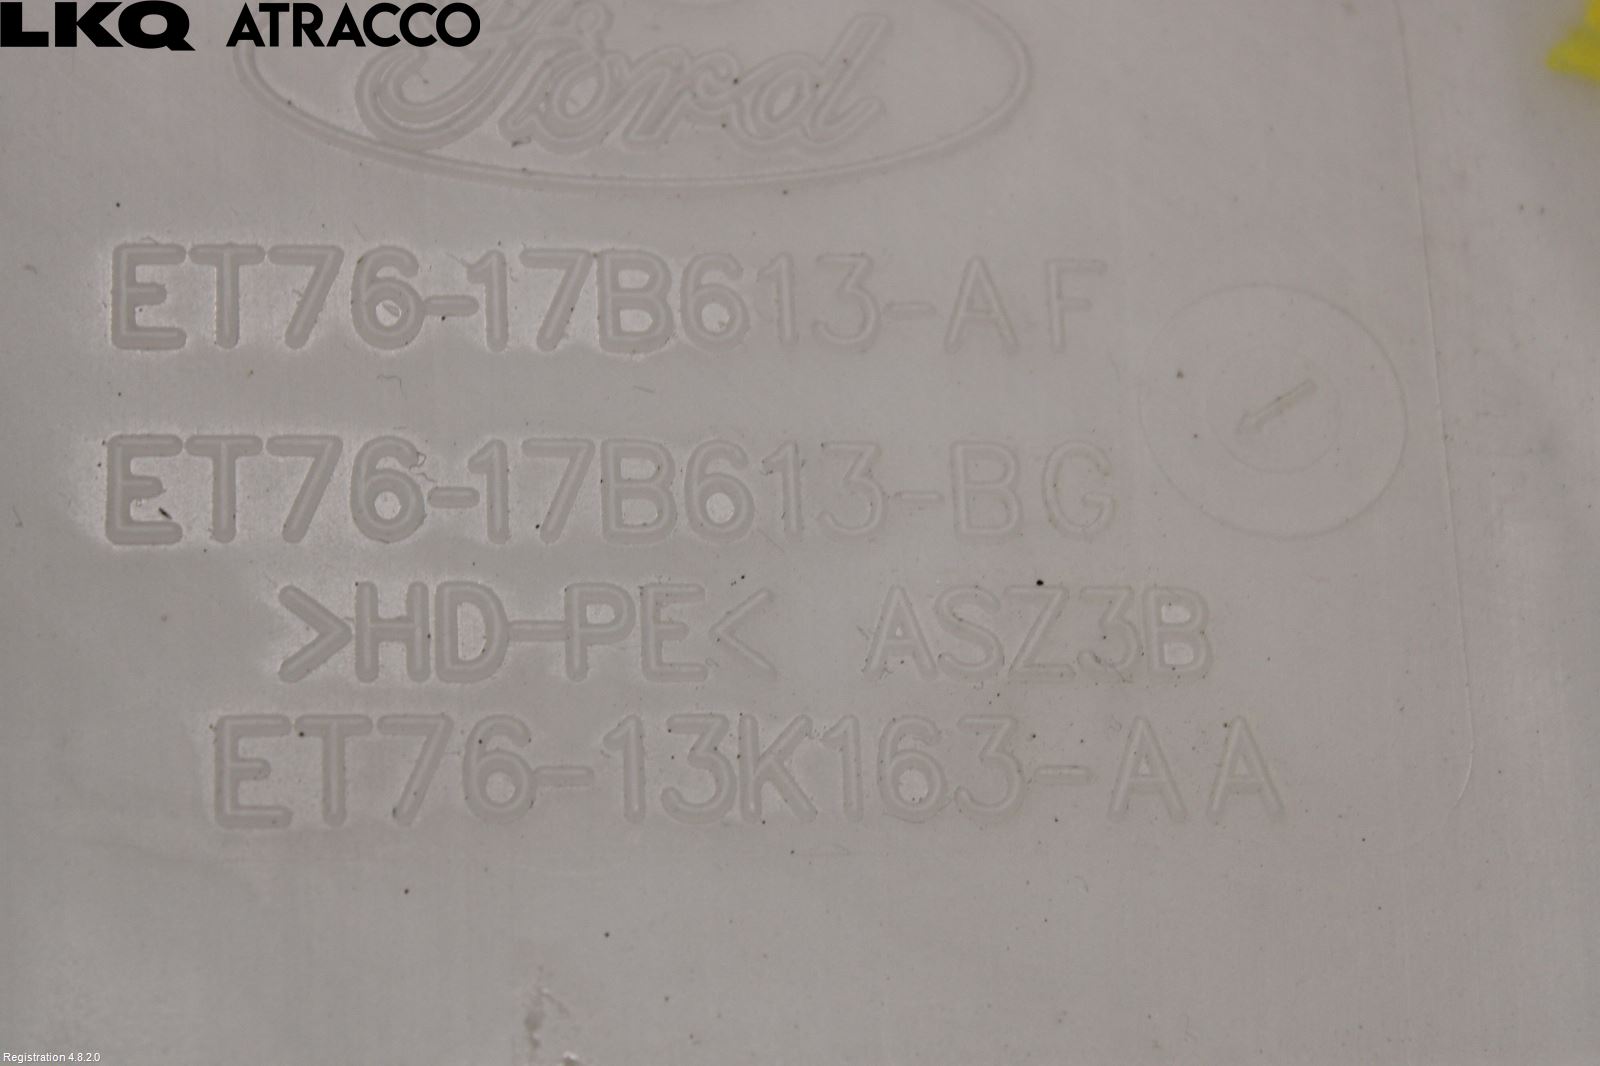 LKQ ATRACCO
Ford
ET76-17B613-AF
ET76-17B613-BG
>HD-PE< ASZ3B
ET76-13K163-AA
Registration 4.8.2.0